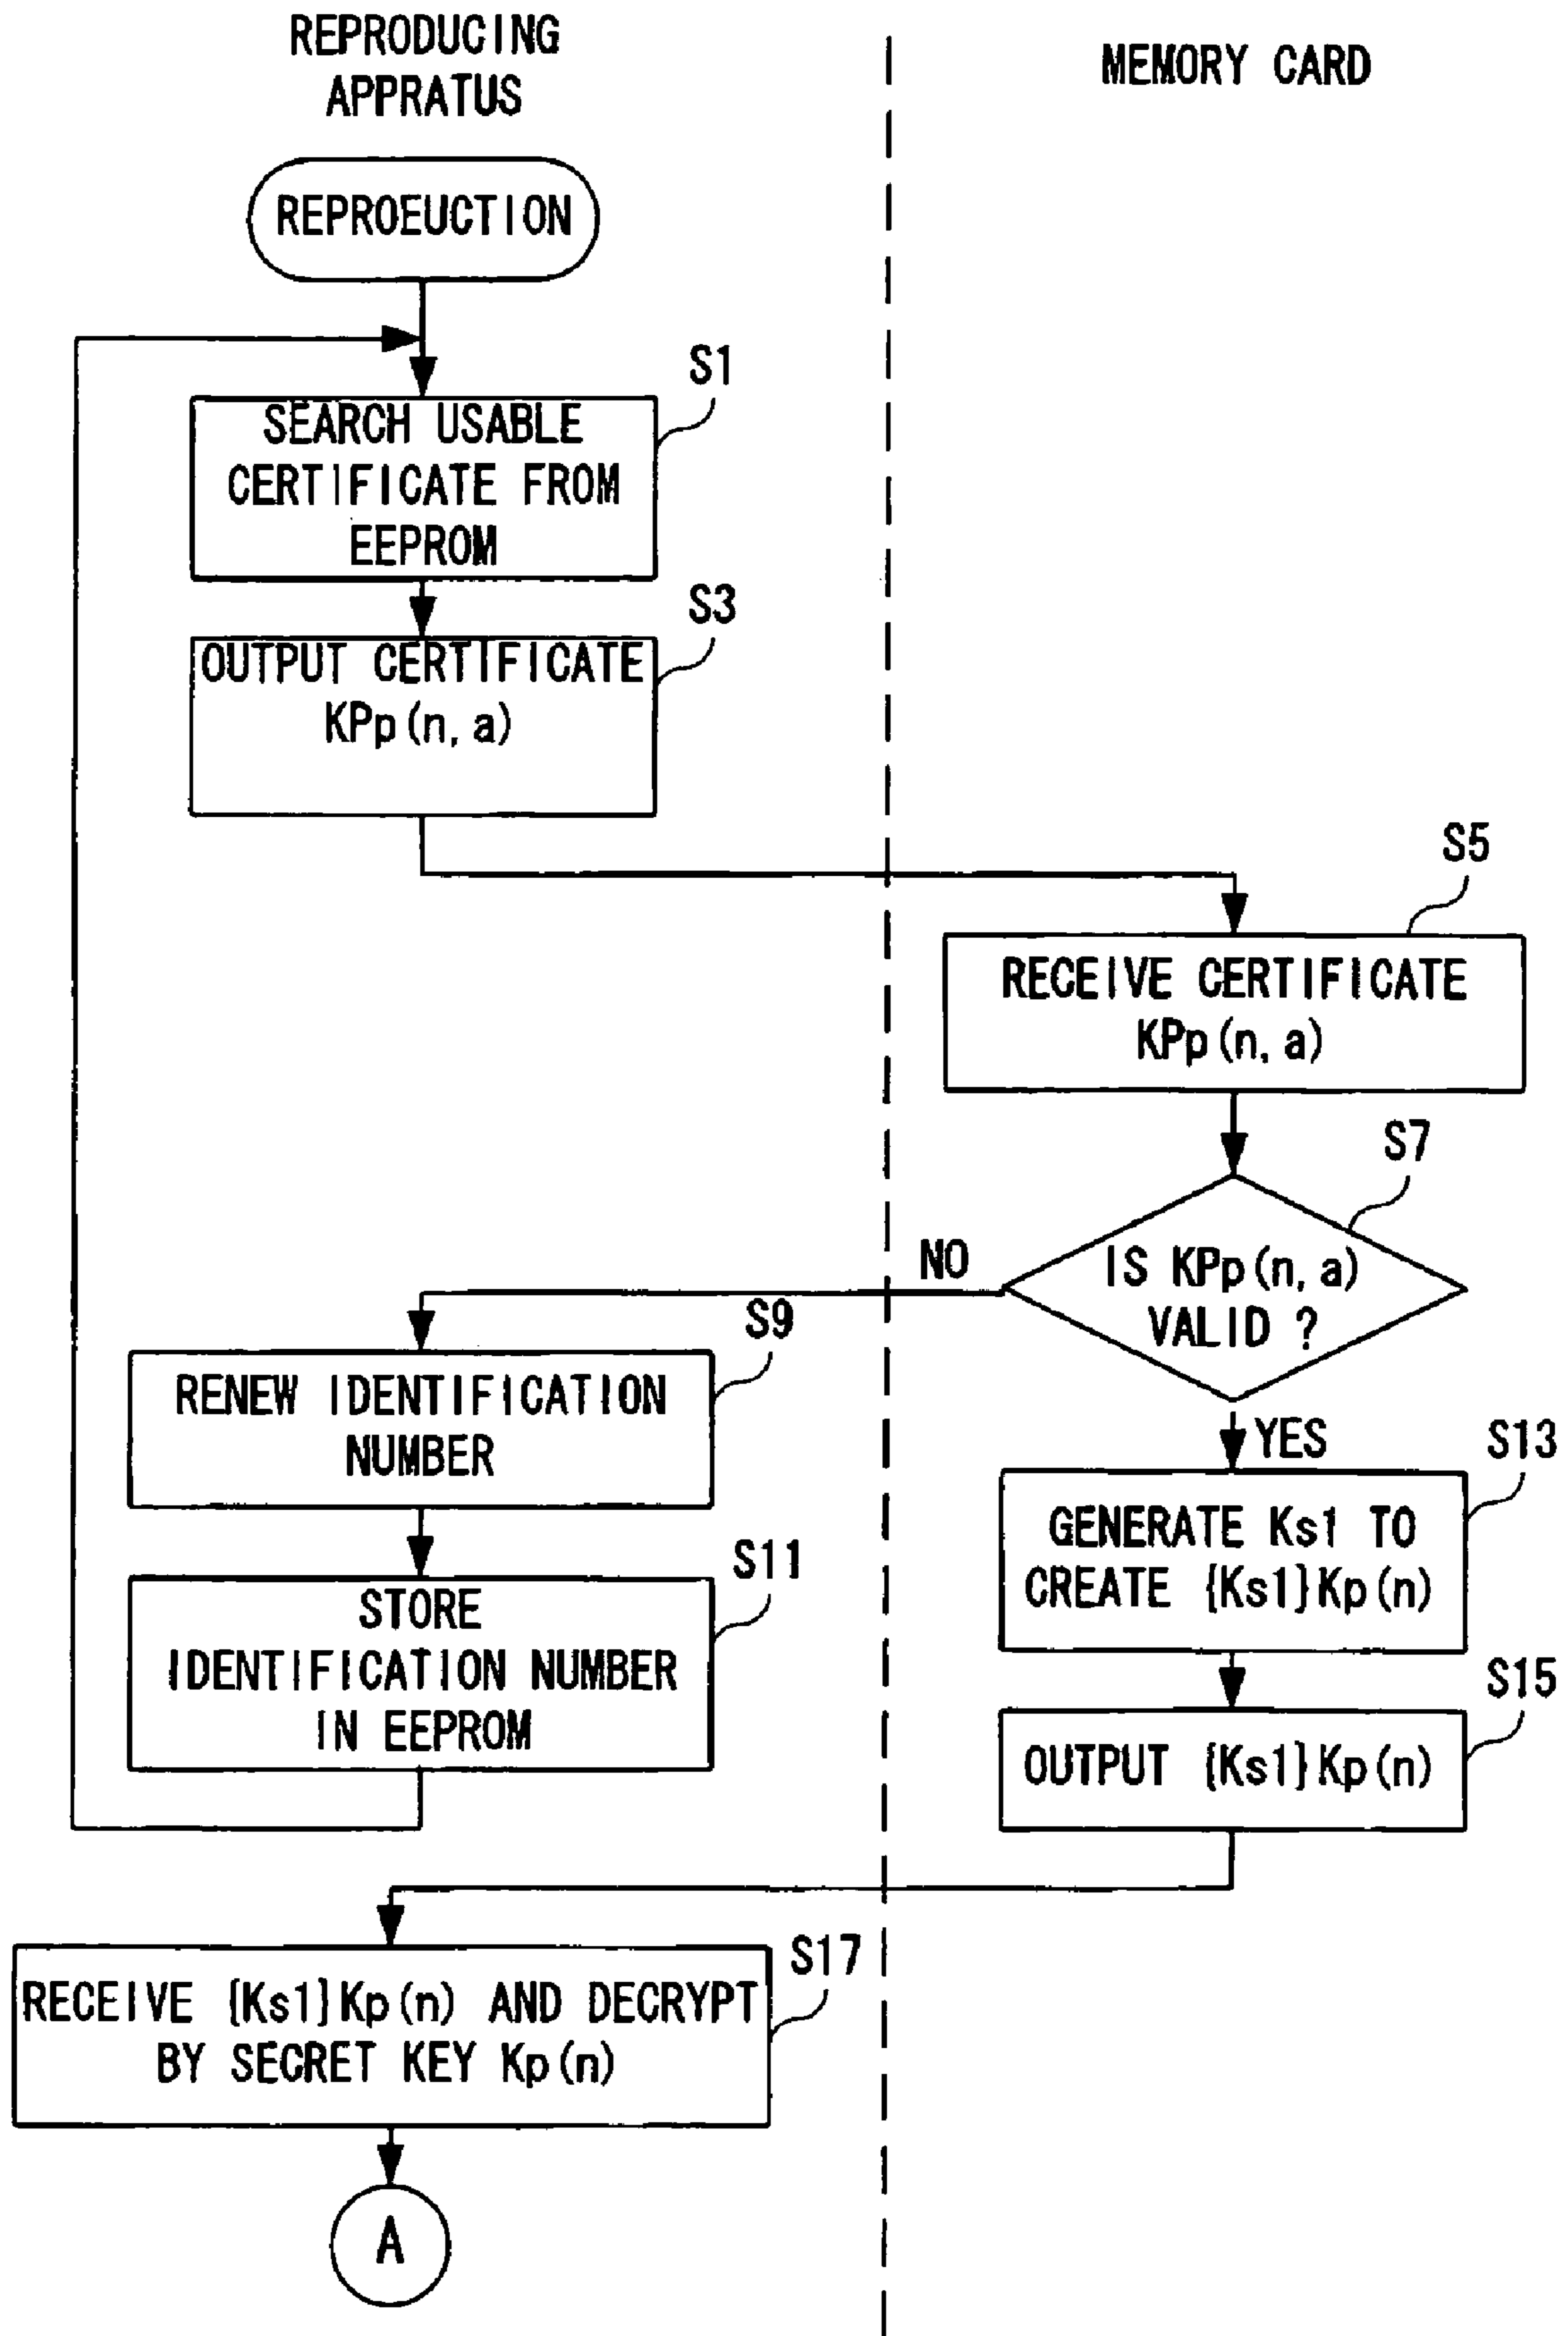 REPRODUCING
APPRATUS
MEMORY CARD
REPROEUCTION
S1
SEARCH USABLE
CERTIFICATE FROM
EEPROM
S3
OUTPUT CERTIFICATE
KPp(n, a)
S5
RECEIVE CERTIFICATE
KPp(n, a)
S7
IS KPp(n, a)
VALID ?
NO
S9
RENEW IDENTIFICATION
NUMBER
YES
S13
GENERATE Ks1 TO
CREATE {Ks1}Kp(n)
S11
STORE
IDENTIFICATION NUMBER
IN EEPROM
S15
OUTPUT {Ks1}Kp(n)
S17
RECEIVE {Ks1}Kp(n) AND DECRYPT
BY SECRET KEY Kp(n)
A